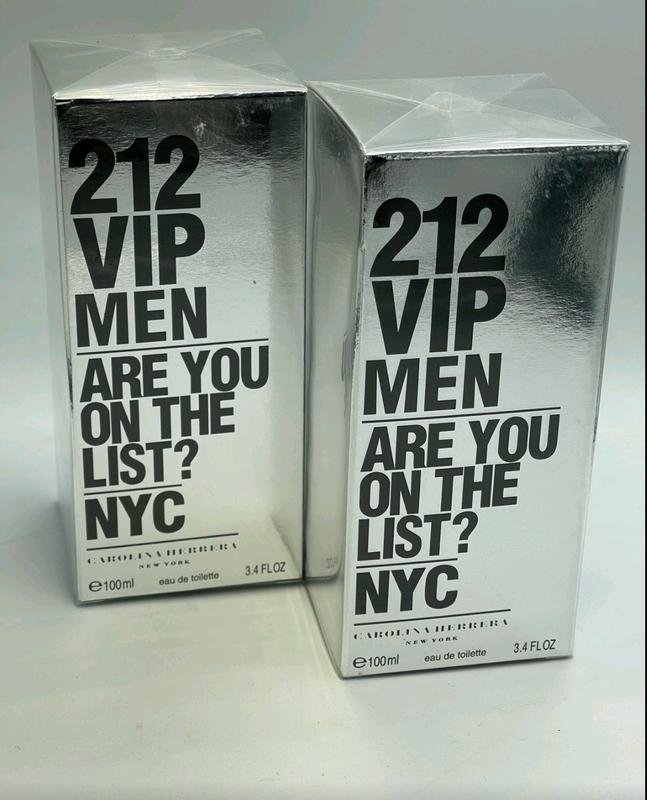 212
VIP
MEN
ARE YOU
ON THE
LIST?
NYC
CAROLINA HERRERA
NEW YORK
℮100ml eau de toilette 3.4 FL OZ
212
VIP
MEN
ARE YOU
ON THE
LIST?
NYC
CAROLINA HERRERA
NEW YORK
℮100ml eau de toilette 3.4 FL OZ